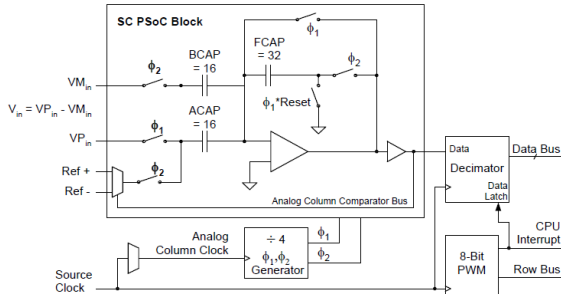 SC PSoC Block
ϕ1
BCAP
= 16
FCAP
= 32
ϕ2
ϕ2
VMin
Vin = VPin - VMin
ϕ1*Reset
ϕ1
ACAP
= 16
VPin
Ref +
Ref -
ϕ2
Analog Column Comparator Bus
Data
Data Bus
Decimator
Data
Latch
Analog
Column Clock
÷ 4
ϕ1,ϕ2
Generator
ϕ1
ϕ2
CPU
Interrupt
8-Bit
PWM
Row Bus
Source
Clock